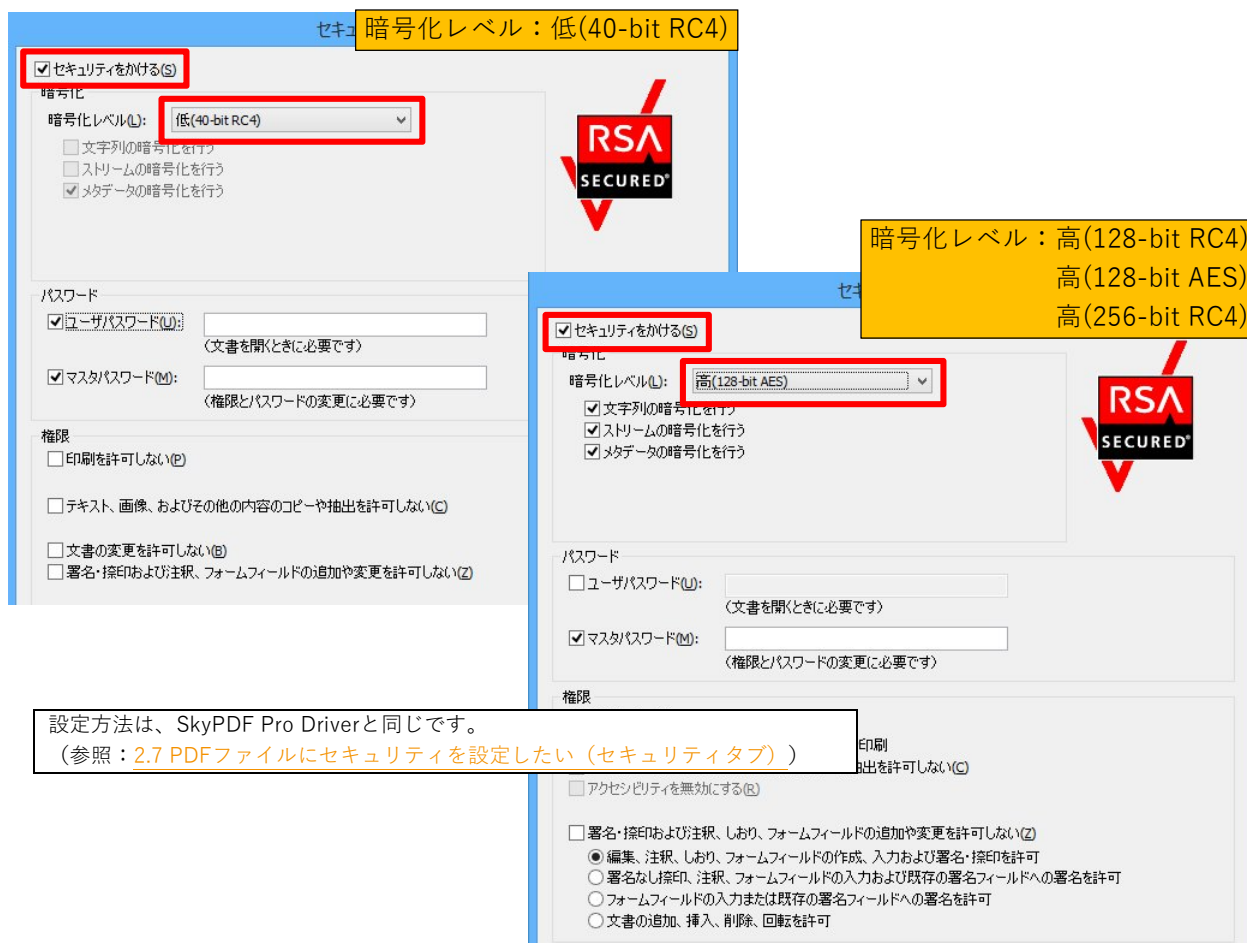 セキュ
暗号化レベル：低(40-bit RC4)
セキュリティをかける(S)
暗号化
暗号化レベル(L): 低(40-bit RC4)
文字列の暗号化を行う
ストリームの暗号化を行う
メタデータの暗号化を行う
RSA
SECURED
パスワード
ユーザパスワード(U):
(文書を開くときに必要です)
マスタパスワード(M):
(権限とパスワードの変更に必要です)
権限
印刷を許可しない(P)
テキスト、画像、およびその他の内容のコピーや抽出を許可しない(C)
文書の変更を許可しない(B)
署名・捺印および注釈、フォームフィールドの追加や変更を許可しない(Z)
暗号化レベル：高(128-bit RC4)
高(128-bit AES)
高(256-bit RC4)
セキ
セキュリティをかける(S)
暗号化
暗号化レベル(L): 高(128-bit AES)
文字列の暗号化を行う
ストリームの暗号化を行う
メタデータの暗号化を行う
RSA
SECURED
パスワード
ユーザパスワード(U):
(文書を開くときに必要です)
マスタパスワード(M):
(権限とパスワードの変更に必要です)
権限
印刷
出を許可しない(C)
アクセシビリティを無効にする(R)
署名・捺印および注釈、しおり、フォームフィールドの追加や変更を許可しない(Z)
編集、注釈、しおり、フォームフィールドの作成、入力および署名・捺印を許可
署名なし捺印、注釈、フォームフィールドの入力および既存の署名フィールドへの署名を許可
フォームフィールドの入力または既存の署名フィールドへの署名を許可
文書の追加、挿入、削除、回転を許可
設定方法は、SkyPDF Pro Driverと同じです。
（参照：2.7 PDFファイルにセキュリティを設定したい（セキュリティタブ））